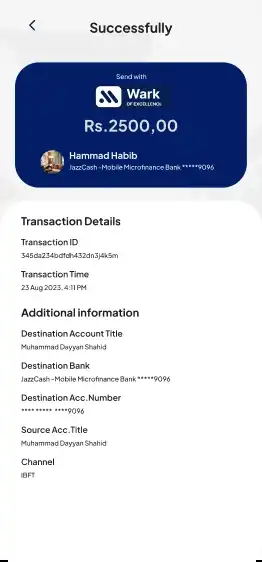 Successfully
Send with
Wark
OF EXCELLENCE
Rs.2500,00
Hammad Habib
JazzCash -Mobile Microfinance Bank *****9096
Transaction Details
Transaction ID
345da234bdfdh432dn3j4k5m
Transaction Time
23 Aug 2023, 4:11 PM
Additional information
Destination Account Title
Muhammad Dayyan Shahid
Destination Bank
JazzCash -Mobile Microfinance Bank *****9096
Destination Acc.Number
**** ***** ****9096
Source Acc.Title
Muhammad Dayyan Shahid
Channel
IBFT